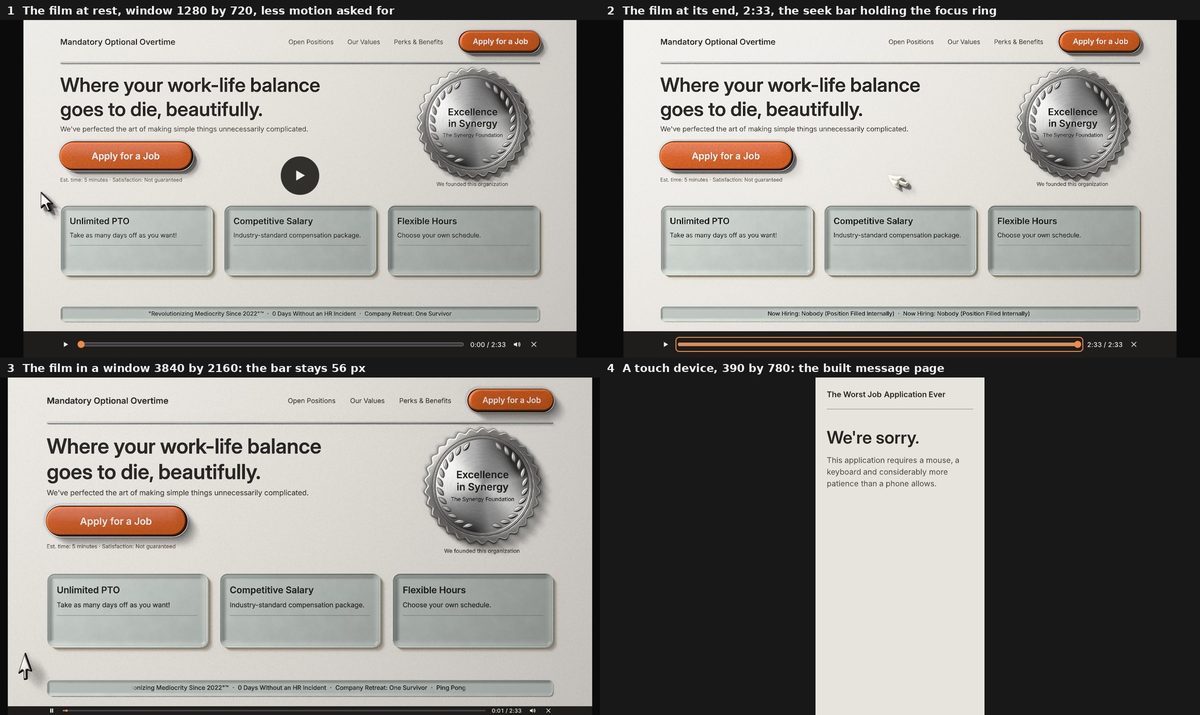 1 The film at rest, window 1280 by 720, less motion asked for
Mandatory Optional Overtime
Open Positions Our Values Perks & Benefits Apply for a Job
Where your work-life balance
goes to die, beautifully.
We've perfected the art of making simple things unnecessarily complicated.
Apply for a Job
Est. time: 5 minutes · Satisfaction: Not guaranteed
Excellence
in Synergy
The Synergy Foundation
We founded this organization
Unlimited PTO
Take as many days off as you want!
Competitive Salary
Industry-standard compensation package.
Flexible Hours
Choose your own schedule.
"Revolutionizing Mediocrity Since 2022"™ · 0 Days Without an HR Incident · Company Retreat: One Survivor
0:00 / 2:33
2 The film at its end, 2:33, the seek bar holding the focus ring
Mandatory Optional Overtime
Open Positions Our Values Perks & Benefits Apply for a Job
Where your work-life balance
goes to die, beautifully.
We've perfected the art of making simple things unnecessarily complicated.
Apply for a Job
Est. time: 5 minutes · Satisfaction: Not guaranteed
Excellence
in Synergy
The Synergy Foundation
We founded this organization
Unlimited PTO
Take as many days off as you want!
Competitive Salary
Industry-standard compensation package.
Flexible Hours
Choose your own schedule.
Now Hiring: Nobody (Position Filled Internally) · Now Hiring: Nobody (Position Filled Internally)
2:33 / 2:33
3 The film in a window 3840 by 2160: the bar stays 56 px
Mandatory Optional Overtime
Open Positions Our Values Perks & Benefits Apply for a Job
Where your work-life balance
goes to die, beautifully.
We've perfected the art of making simple things unnecessarily complicated.
Apply for a Job
Est. time: 5 minutes · Satisfaction: Not guaranteed
Excellence
in Synergy
The Synergy Foundation
We founded this organization
Unlimited PTO
Take as many days off as you want!
Competitive Salary
Industry-standard compensation package.
Flexible Hours
Choose your own schedule.
onizing Mediocrity Since 2022"™ · 0 Days Without an HR Incident · Company Retreat: One Survivor · Ping Pong
0:01 / 2:33
4 A touch device, 390 by 780: the built message page
The Worst Job Application Ever
We're sorry.
This application requires a mouse, a
keyboard and considerably more
patience than a phone allows.